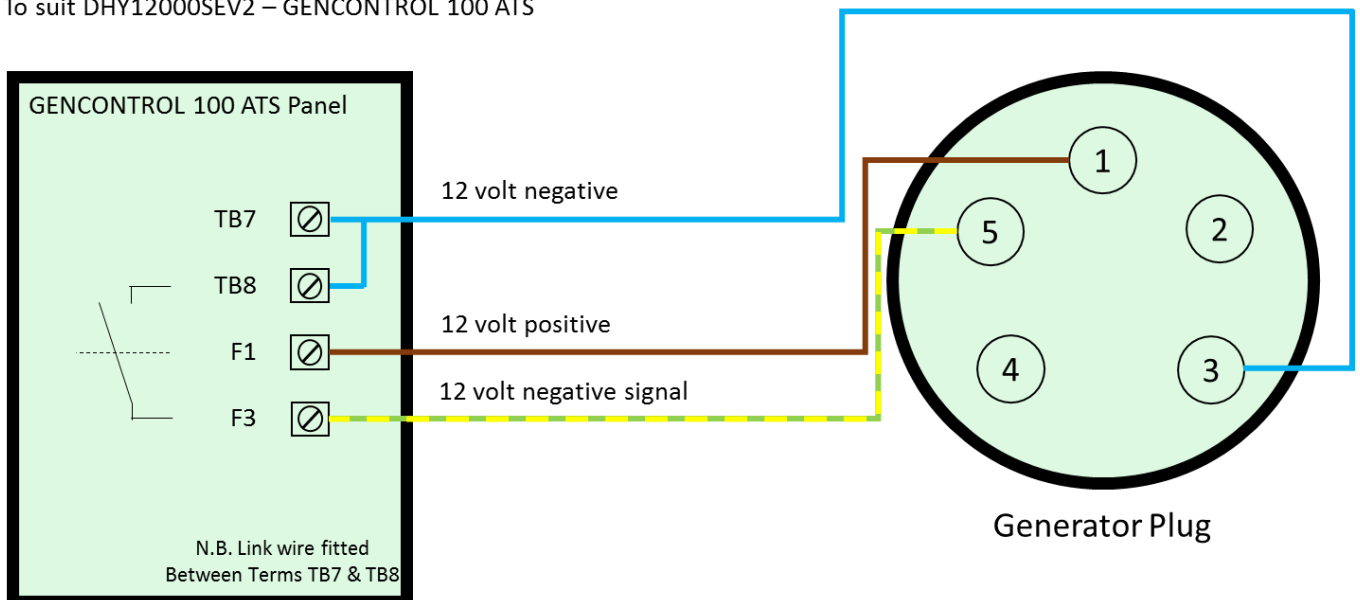 To suit DHY12000SEV2 – GENCONTROL 100 ATS
GENCONTROL 100 ATS Panel
TB7
TB8
F1
F3
N.B. Link wire fitted
Between Terms TB7 & TB8
12 volt negative
12 volt positive
12 volt negative signal
1
2
3
4
5
Generator Plug